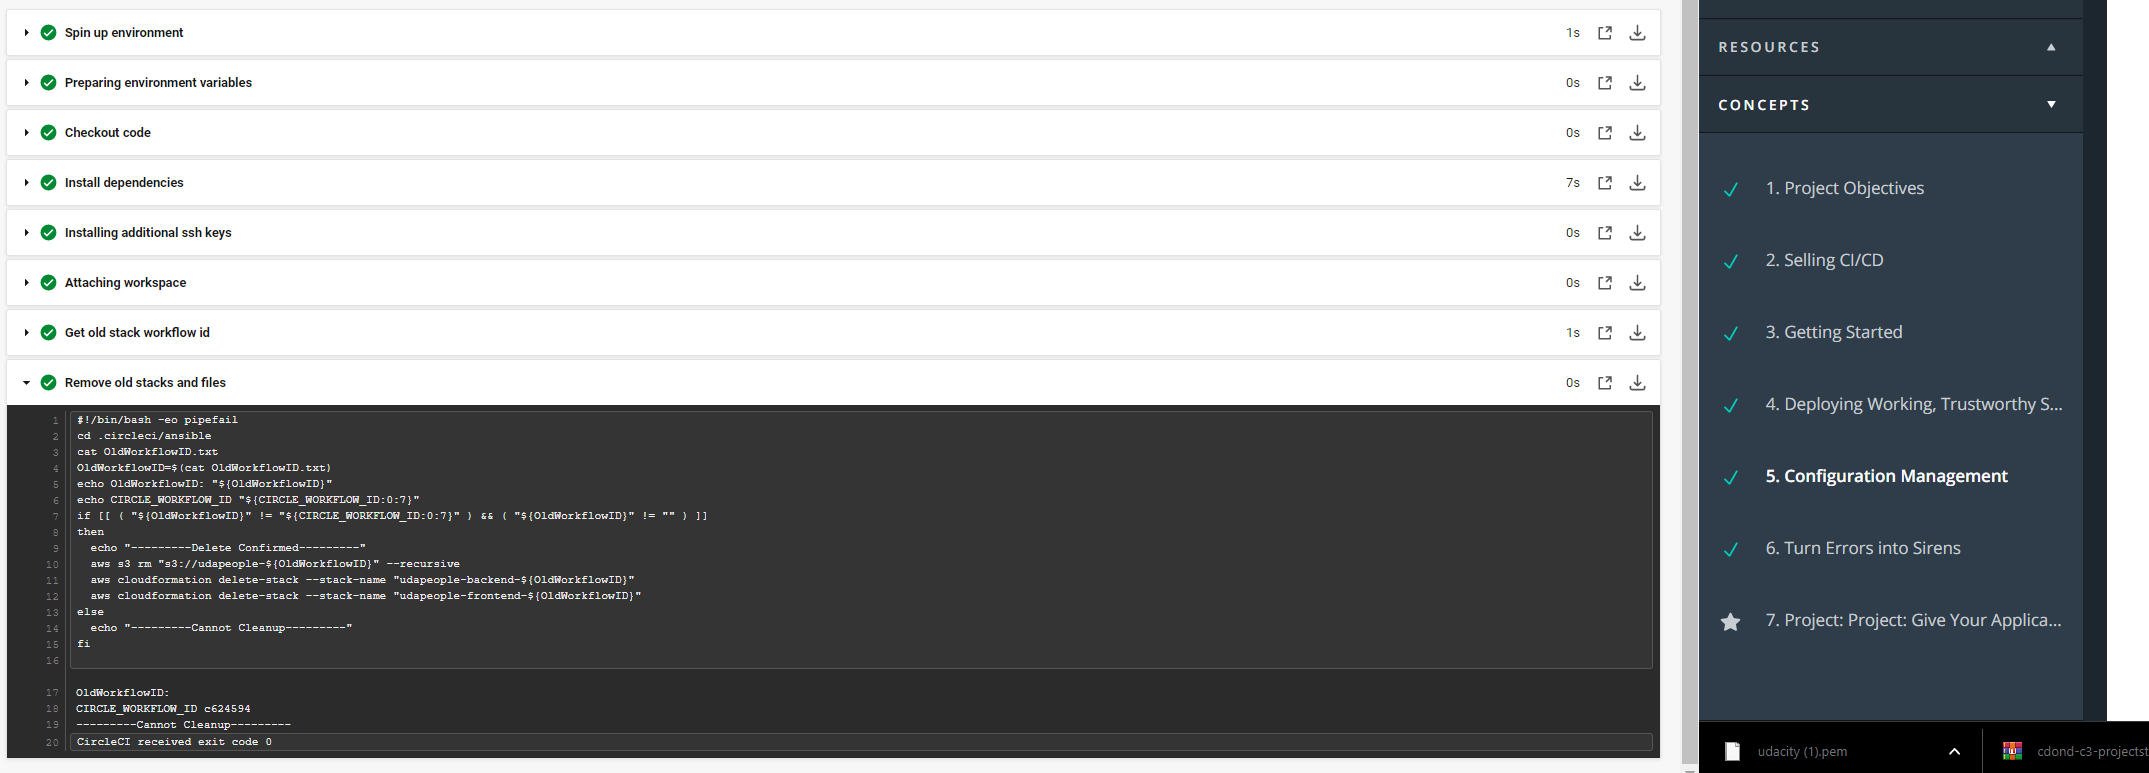 Spin up environment 1s
Preparing environment variables 0s
Checkout code 0s
Install dependencies 7s
Installing additional ssh keys 0s
Attaching workspace 0s
Get old stack workflow id 1s
Remove old stacks and files 0s
1 #!/bin/bash -eo pipefail
2 cd .circleci/ansible
3 cat OldWorkflowID.txt
4 OldWorkflowID=$(cat OldWorkflowID.txt)
5 echo OldWorkflowID: "${OldWorkflowID}"
6 echo CIRCLE_WORKFLOW_ID "${CIRCLE_WORKFLOW_ID:0:7}"
7 if [[ ( "${OldWorkflowID}" != "${CIRCLE_WORKFLOW_ID:0:7}" ) && ( "${OldWorkflowID}" != "" ) ]]
8 then
9 echo "---------Delete Confirmed---------"
10 aws s3 rm "s3://udapeople-${OldWorkflowID}" --recursive
11 aws cloudformation delete-stack --stack-name "udapeople-backend-${OldWorkflowID}"
12 aws cloudformation delete-stack --stack-name "udapeople-frontend-${OldWorkflowID}"
13 else
14 echo "---------Cannot Cleanup---------"
15 fi
16
17 OldWorkflowID:
18 CIRCLE_WORKFLOW_ID c624594
19 ---------Cannot Cleanup---------
20 CircleCI received exit code 0
RESOURCES
CONCEPTS
1. Project Objectives
2. Selling CI/CD
3. Getting Started
4. Deploying Working, Trustworthy S...
5. Configuration Management
6. Turn Errors into Sirens
7. Project: Project: Give Your Applica...
udacity (1).pem
cdond-c3-projectst